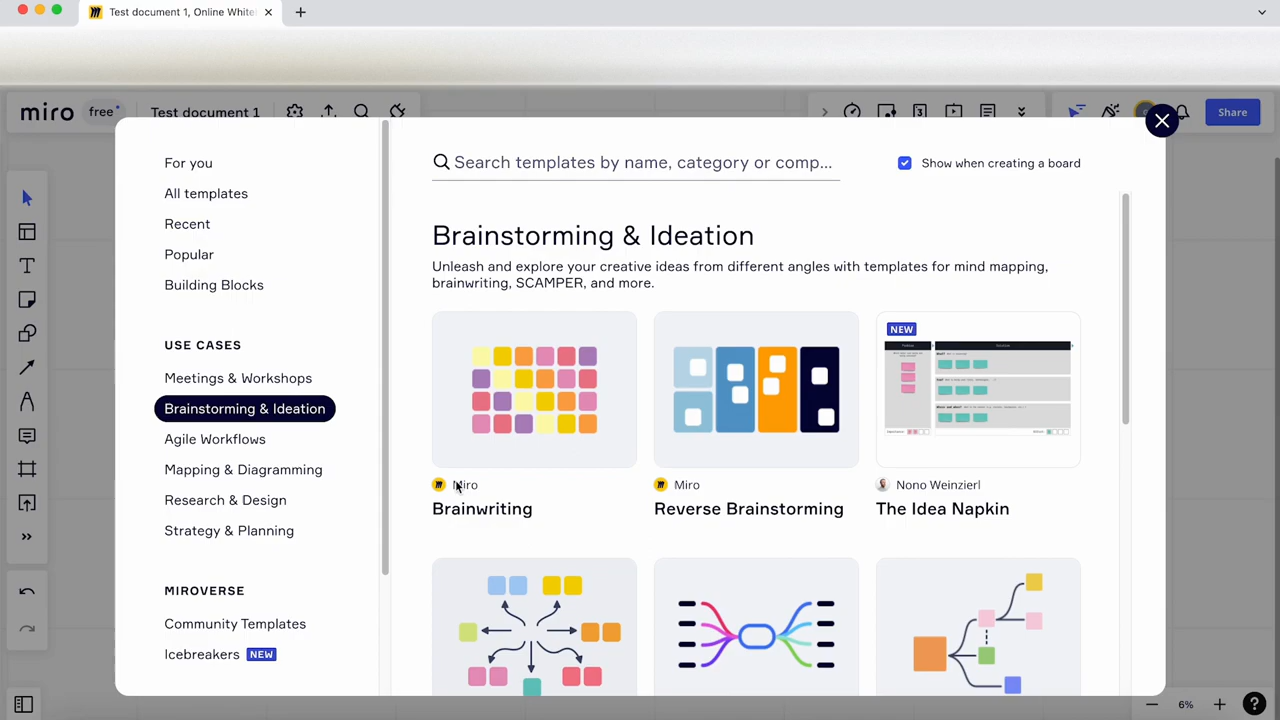 Test document 1, Online White
miro free Test document 1
3
Share
For you
All templates
Recent
Popular
Building Blocks
USE CASES
Meetings & Workshops
Brainstorming & Ideation
Agile Workflows
Mapping & Diagramming
Research & Design
Strategy & Planning
MIROVERSE
Community Templates
Icebreakers NEW
Search templates by name, category or comp...
Show when creating a board
Brainstorming & Ideation
Unleash and explore your creative ideas from different angles with templates for mind mapping,
brainwriting, SCAMPER, and more.
NEW
Miro
Brainwriting
Miro
Reverse Brainstorming
Nono Weinzierl
The Idea Napkin
6%